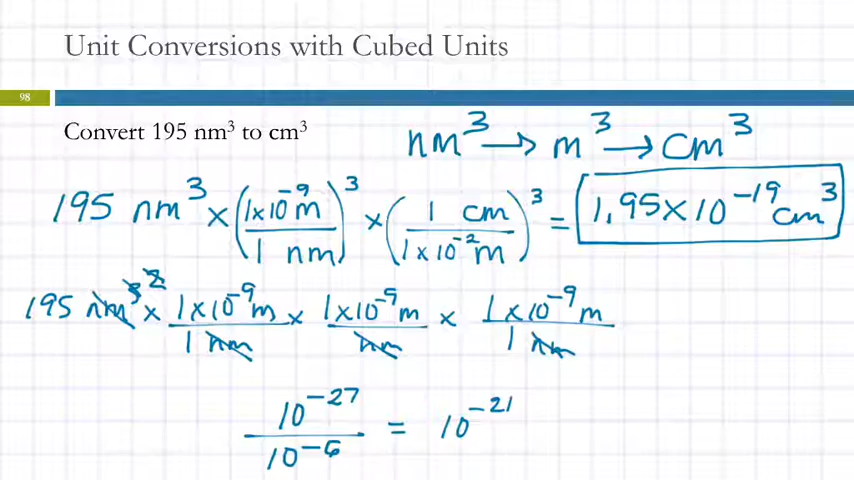 Unit Conversions with Cubed Units
98
Convert 195 nm³ to cm³
nm³ → m³ → cm³
195 nm³ × (1×10⁻⁹ m / 1 nm)³ × (1 cm / 1×10⁻² m)³ = 1.95×10⁻¹⁹ cm³
195 nm³ ² × 1×10⁻⁹ m / 1 nm × 1×10⁻⁹ m / nm × 1×10⁻⁹ m / 1 nm
10⁻²⁷ / 10⁻⁶ = 10⁻²¹